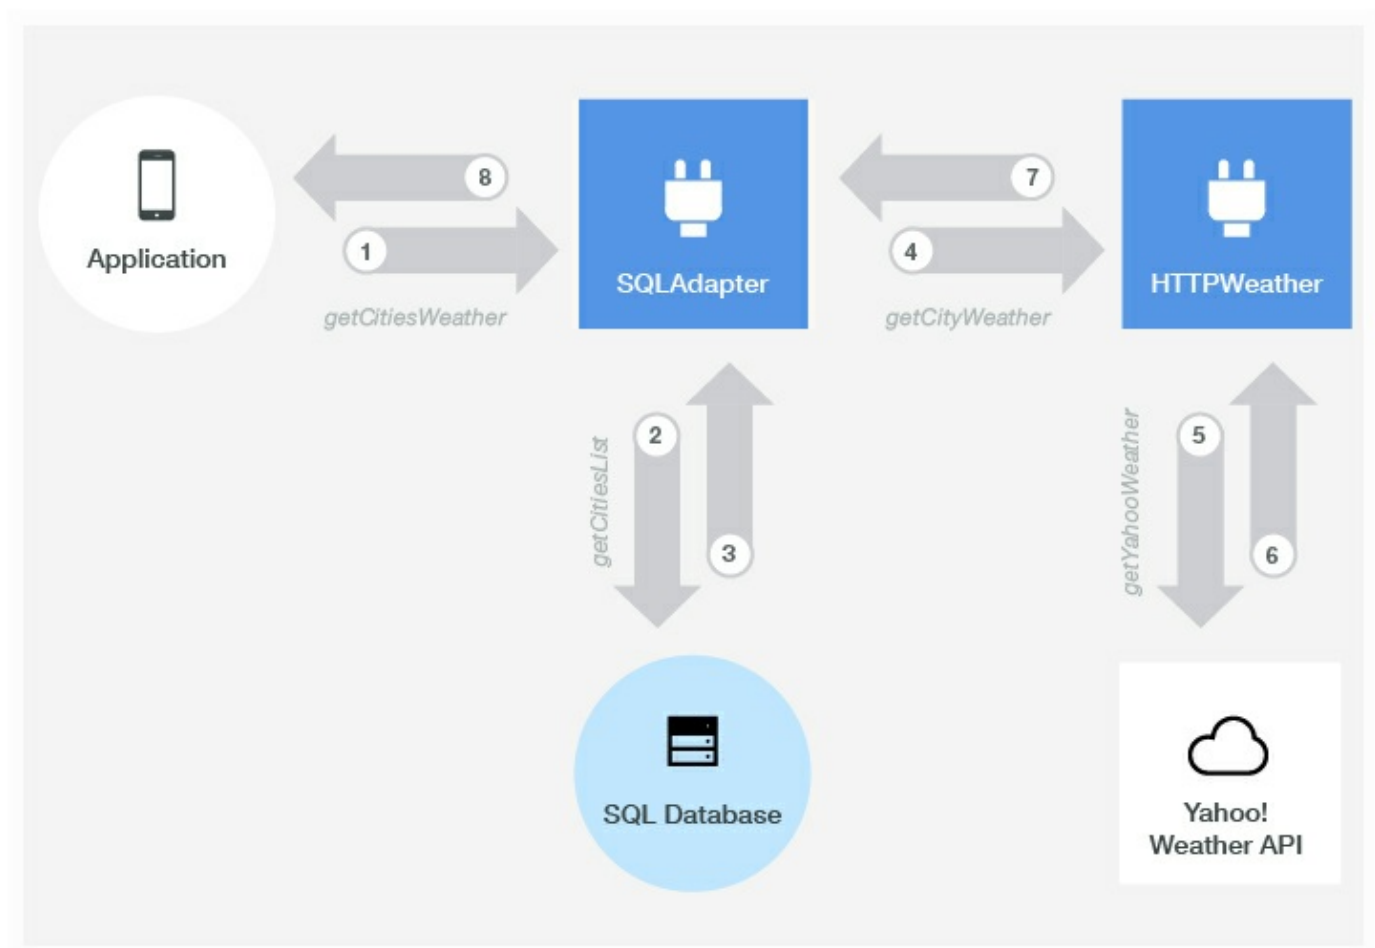 Application
8
1
getCitiesWeather
SQLAdapter
7
4
getCityWeather
HTTPWeather
getCitiesList
2
3
getYahooWeather
5
6
SQL Database
Yahoo!
Weather API